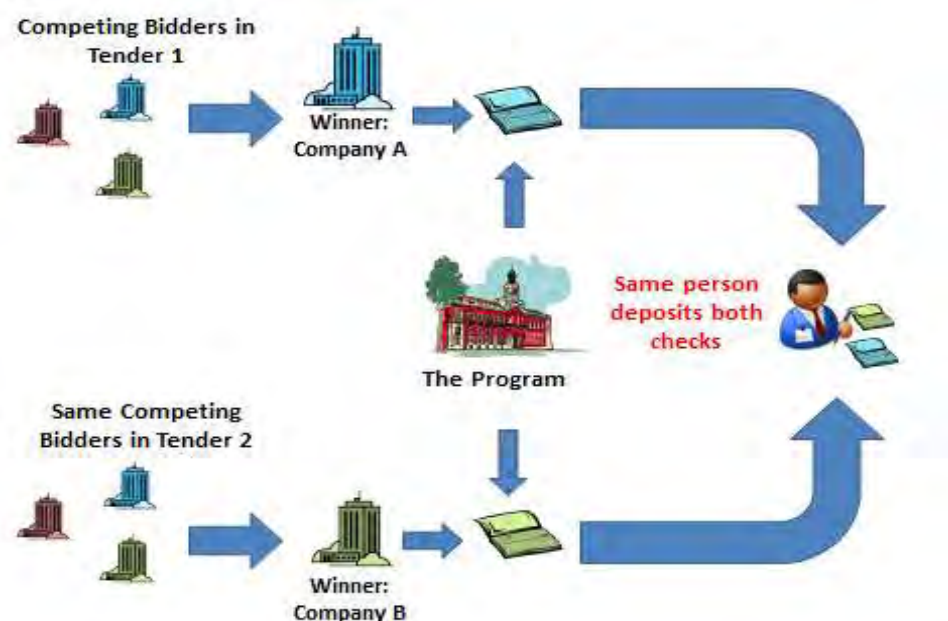 Competing Bidders in
Tender 1
Winner:
Company A
Same person
deposits both
checks
The Program
Same Competing
Bidders in Tender 2
Winner:
Company B